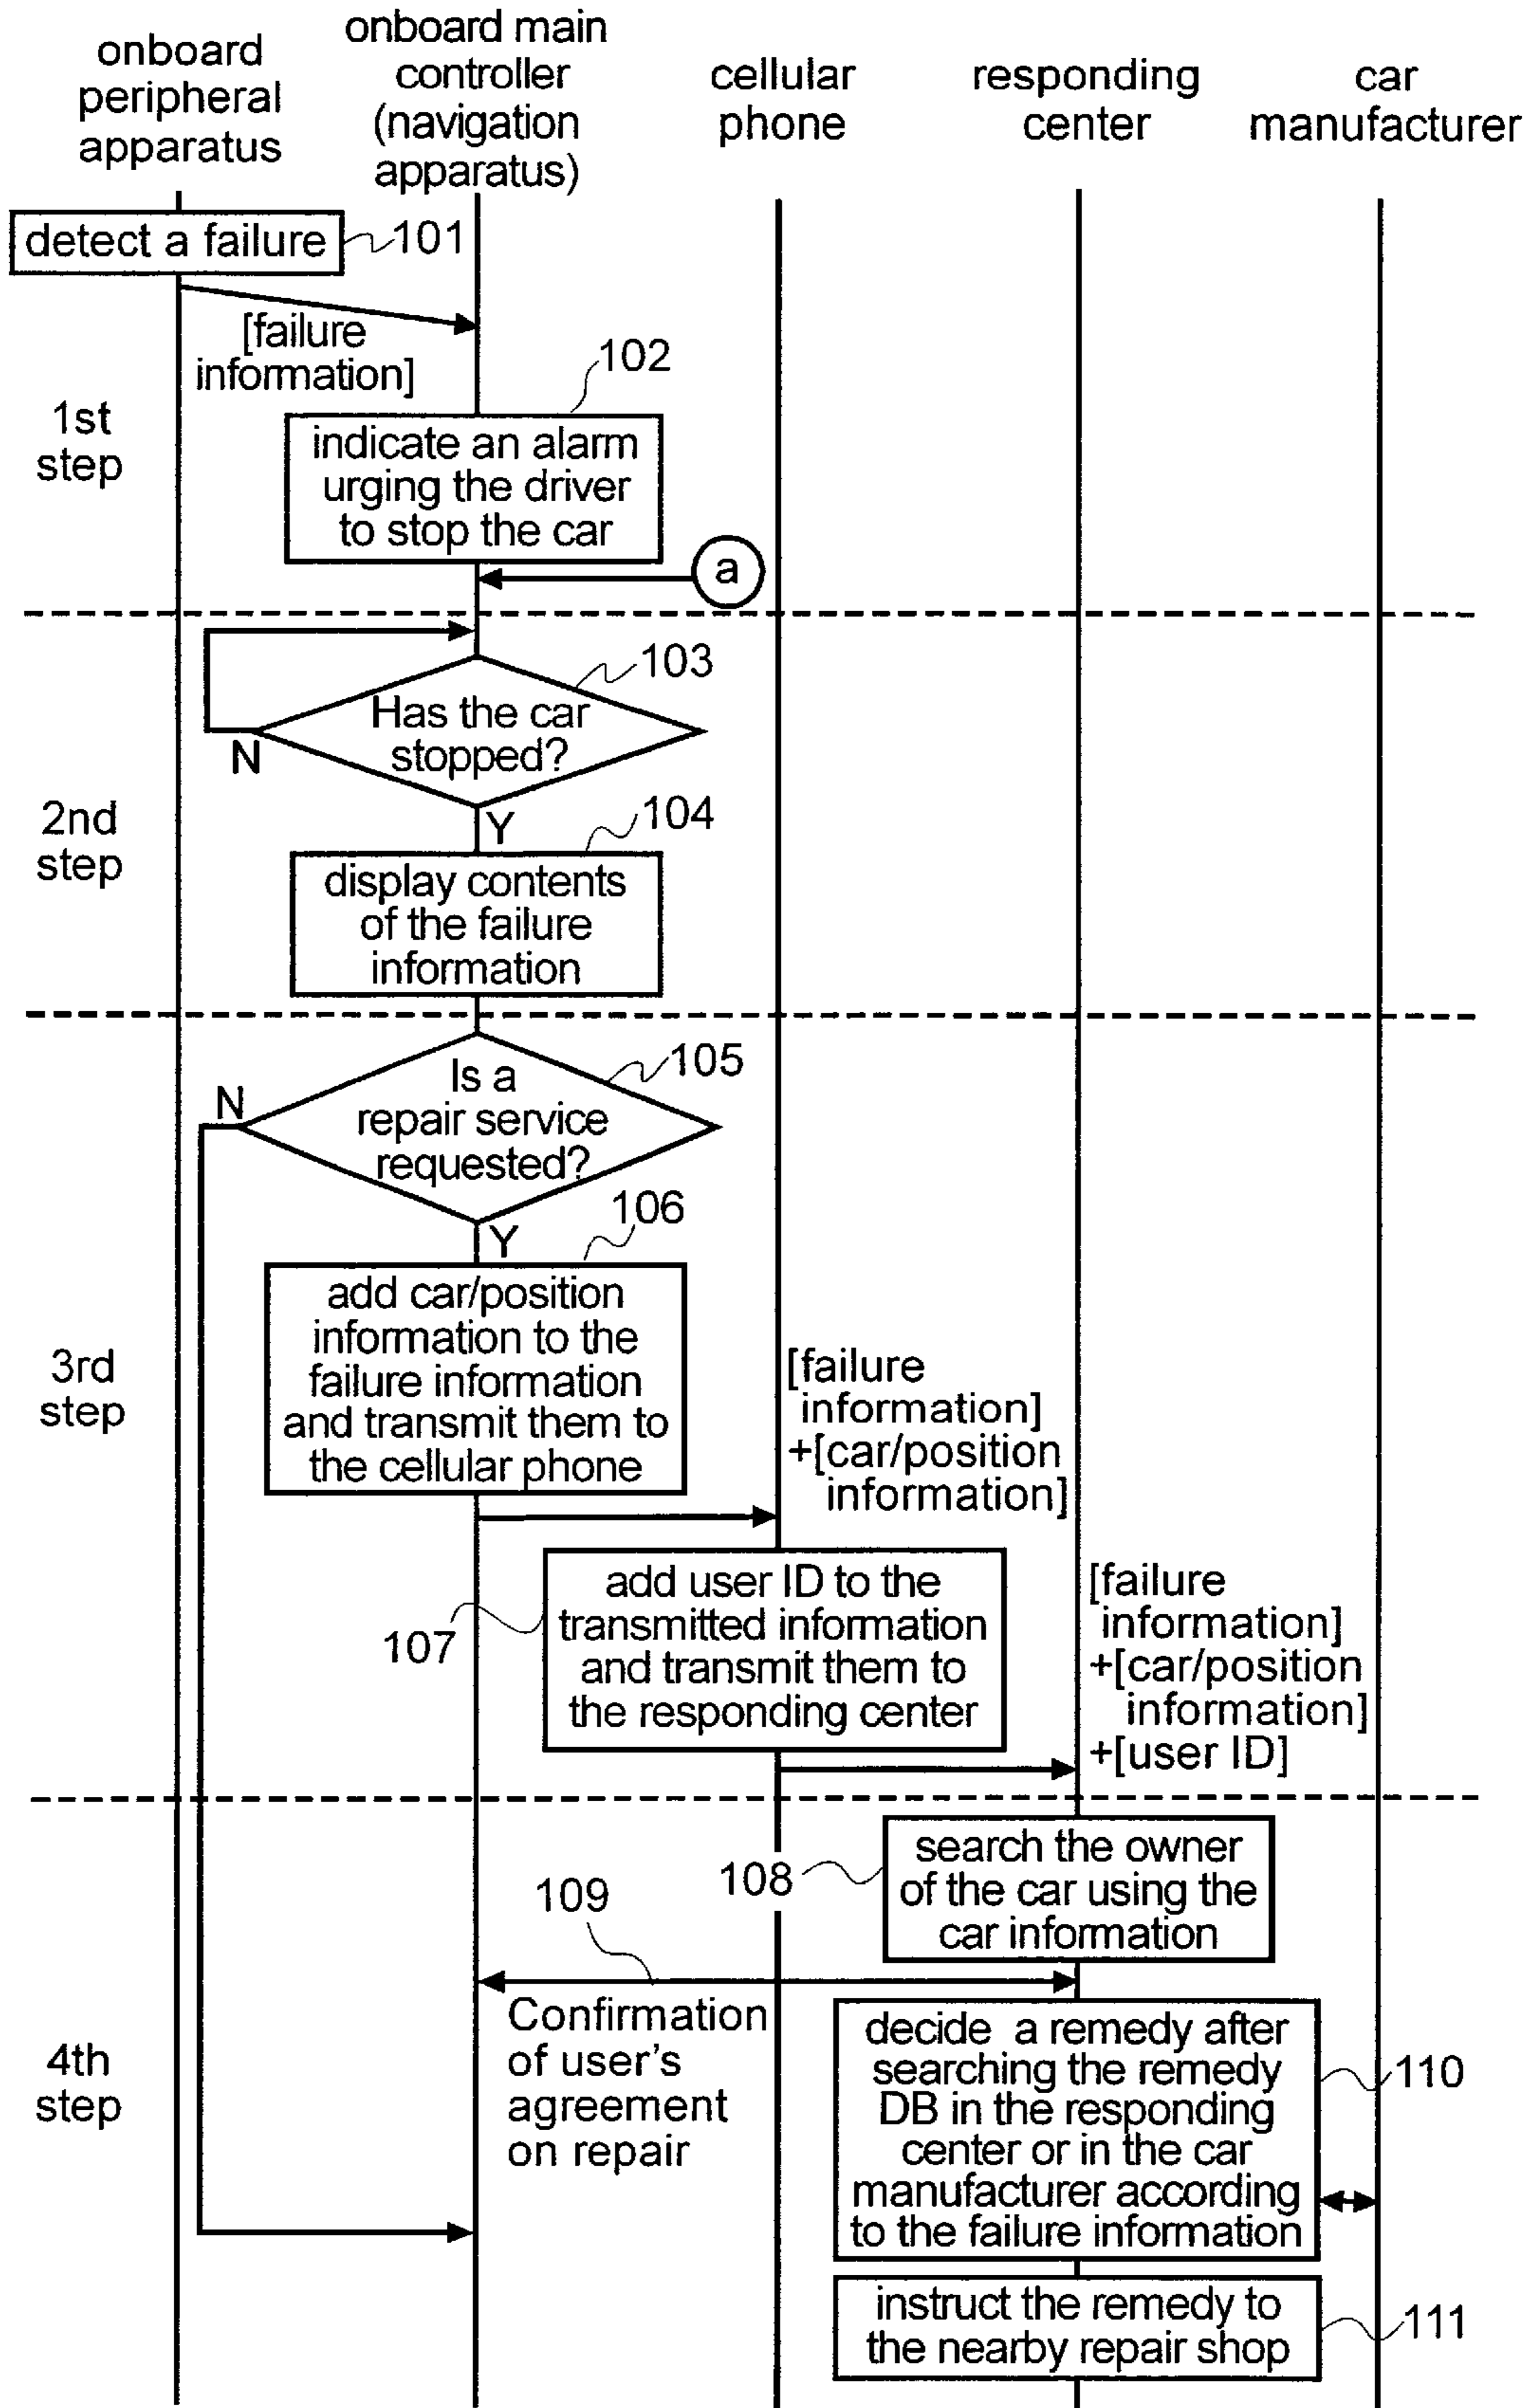 onboard
peripheral
apparatus
onboard main
controller
(navigation
apparatus)
cellular
phone
responding
center
car
manufacturer
detect a failure
101
[failure
information]
102
1st
step
indicate an alarm
urging the driver
to stop the car
a
103
Has the car
stopped?
N
Y
104
2nd
step
display contents
of the failure
information
105
Is a
repair service
requested?
N
Y
106
3rd
step
add car/position
information to the
failure information
and transmit them to
the cellular phone
[failure
information]
+[car/position
information]
107
add user ID to the
transmitted information
and transmit them to
the responding center
[failure
information]
+[car/position
information]
+[user ID]
108
search the owner
of the car using the
car information
109
Confirmation
of user's
agreement
on repair
4th
step
decide a remedy after
searching the remedy
DB in the responding
center or in the car
manufacturer according
to the failure information
110
instruct the remedy to
the nearby repair shop
111